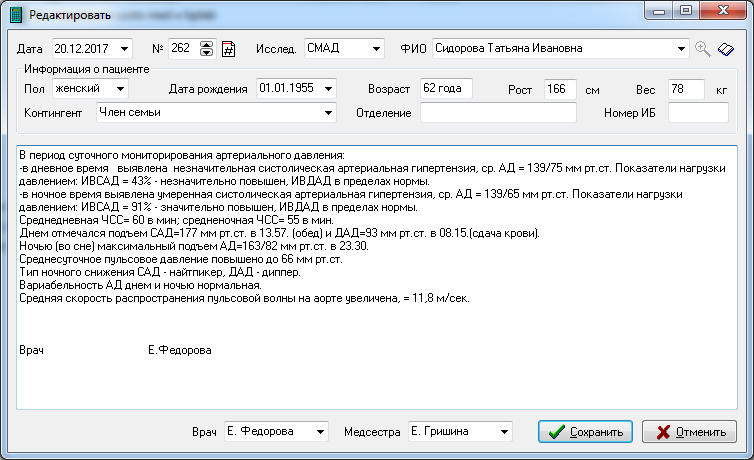 Редактировать
Дата 20.12.2017 № 262 # Исслед. СМАД ФИО Сидорова Татьяна Ивановна
Информация о пациенте
Пол женский Дата рождения 01.01.1955 Возраст 62 года Рост 166 см Вес 78 кг
Контингент Член семьи Отделение Номер ИБ
В период суточного мониторирования артериального давления:
-в дневное время выявлена незначительная систолическая артериальная гипертензия, ср. АД = 139/75 мм рт.ст. Показатели нагрузки
давлением: ИВСАД = 43% - незнительно повышен, ИВДАД в пределах нормы.
-в ночное время выявлена умеренная систолическая артериальная гипертензия, ср. АД = 139/65 мм рт.ст. Показатели нагрузки
давлением: ИВСАД = 91% - значительно повышен, ИВДАД в пределах нормы.
Среднедневная ЧСС= 60 в мин; средненочная ЧСС= 55 в мин.
Днем отмечался подъем САД=177 мм рт.ст. в 13.57. (обед) и ДАД=93 мм рт.ст. в 08.15.(сдача крови).
Ночью (во сне) максимальный подъем АД=163/82 мм рт.ст. в 23.30.
Среднесуточное пульсовое давление повышено до 66 мм рт.ст.
Тип ночного снижения САД - найтпикер, ДАД - диппер.
Вариабельность АД днем и ночью нормальная.
Средняя скорость распространения пульсовой волны на аорте увеличена, = 11,8 м/сек.
Врач Е.Федорова
Врач Е. Федорова Медсестра Е. Гришина Сохранить Отменить